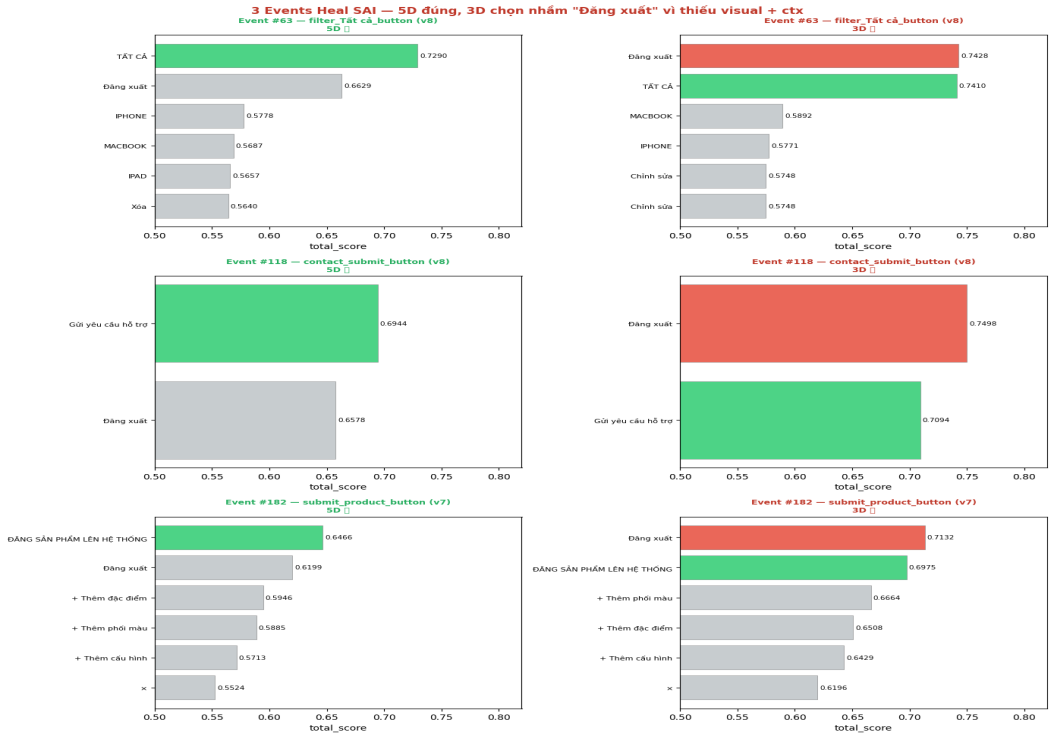 3 Events Heal SAI — 5D đúng, 3D chọn nhầm "Đăng xuất" vì thiếu visual + ctx
Event #63 — filter_Tất cả_button (v8)
5D
TẤT CẢ
Đăng xuất
IPHONE
MACBOOK
IPAD
Xóa
0.7290
0.6629
0.5778
0.5687
0.5657
0.5640
0.50 0.55 0.60 0.65 0.70 0.75 0.80
total_score
Event #63 — filter_Tất cả_button (v8)
3D
Đăng xuất
TẤT CẢ
MACBOOK
IPHONE
Chỉnh sửa
Chỉnh sửa
0.7428
0.7410
0.5892
0.5771
0.5748
0.5748
0.50 0.55 0.60 0.65 0.70 0.75 0.80
total_score
Event #118 — contact_submit_button (v8)
5D
Gửi yêu cầu hỗ trợ
Đăng xuất
0.6944
0.6578
0.50 0.55 0.60 0.65 0.70 0.75 0.80
total_score
Event #118 — contact_submit_button (v8)
3D
Đăng xuất
Gửi yêu cầu hỗ trợ
0.7498
0.7094
0.50 0.55 0.60 0.65 0.70 0.75 0.80
total_score
Event #182 — submit_product_button (v7)
5D
ĐĂNG SẢN PHẨM LÊN HỆ THỐNG
Đăng xuất
+ Thêm đặc điểm
+ Thêm phối màu
+ Thêm cấu hình
×
0.6466
0.6199
0.5946
0.5885
0.5713
0.5524
0.50 0.55 0.60 0.65 0.70 0.75 0.80
total_score
Event #182 — submit_product_button (v7)
3D
Đăng xuất
ĐĂNG SẢN PHẨM LÊN HỆ THỐNG
+ Thêm phối màu
+ Thêm đặc điểm
+ Thêm cấu hình
×
0.7132
0.6975
0.6664
0.6508
0.6429
0.6196
0.50 0.55 0.60 0.65 0.70 0.75 0.80
total_score